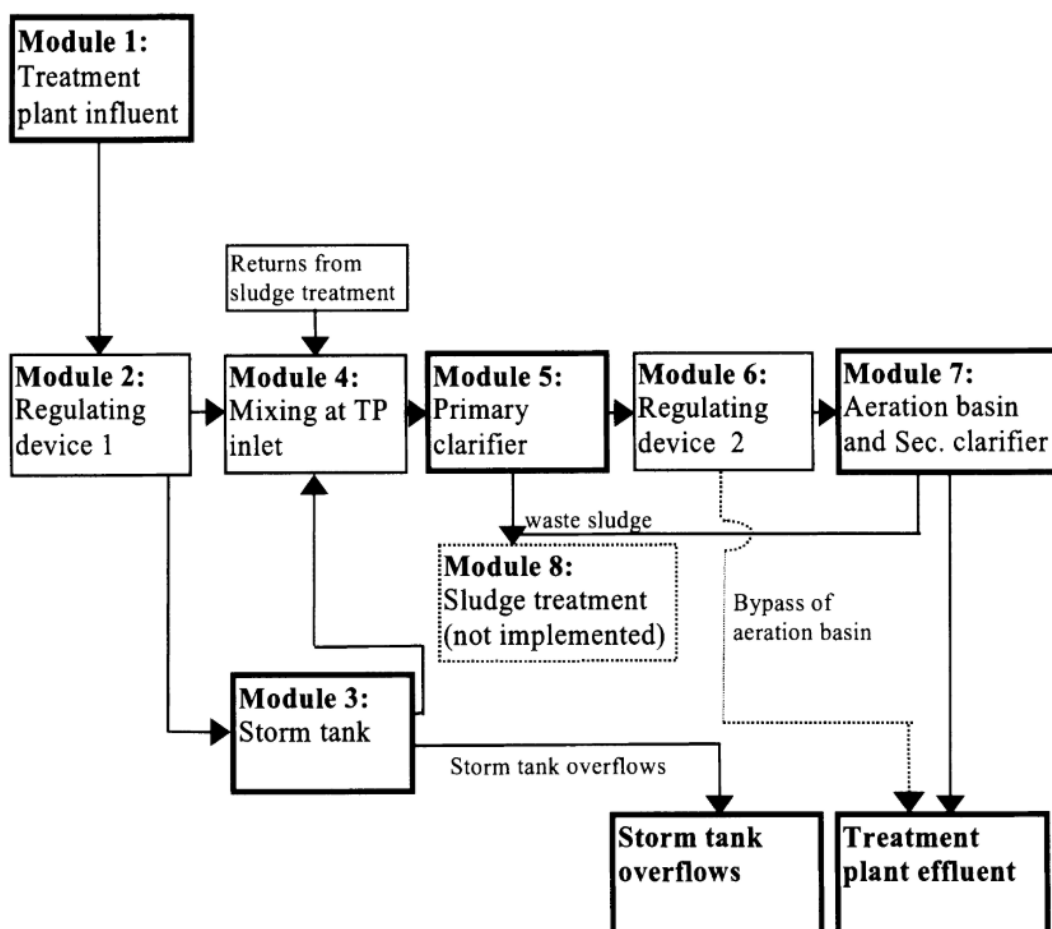 Module 1:
Treatment
plant influent
Returns from
sludge treatment
Module 2:
Regulating
device 1
Module 4:
Mixing at TP
inlet
Module 5:
Primary
clarifier
Module 6:
Regulating
device 2
Module 7:
Aeration basin
and Sec. clarifier
waste sludge
Module 8:
Sludge treatment
(not implemented)
Bypass of
aeration basin
Module 3:
Storm tank
Storm tank overflows
Storm tank
overflows
Treatment
plant effluent